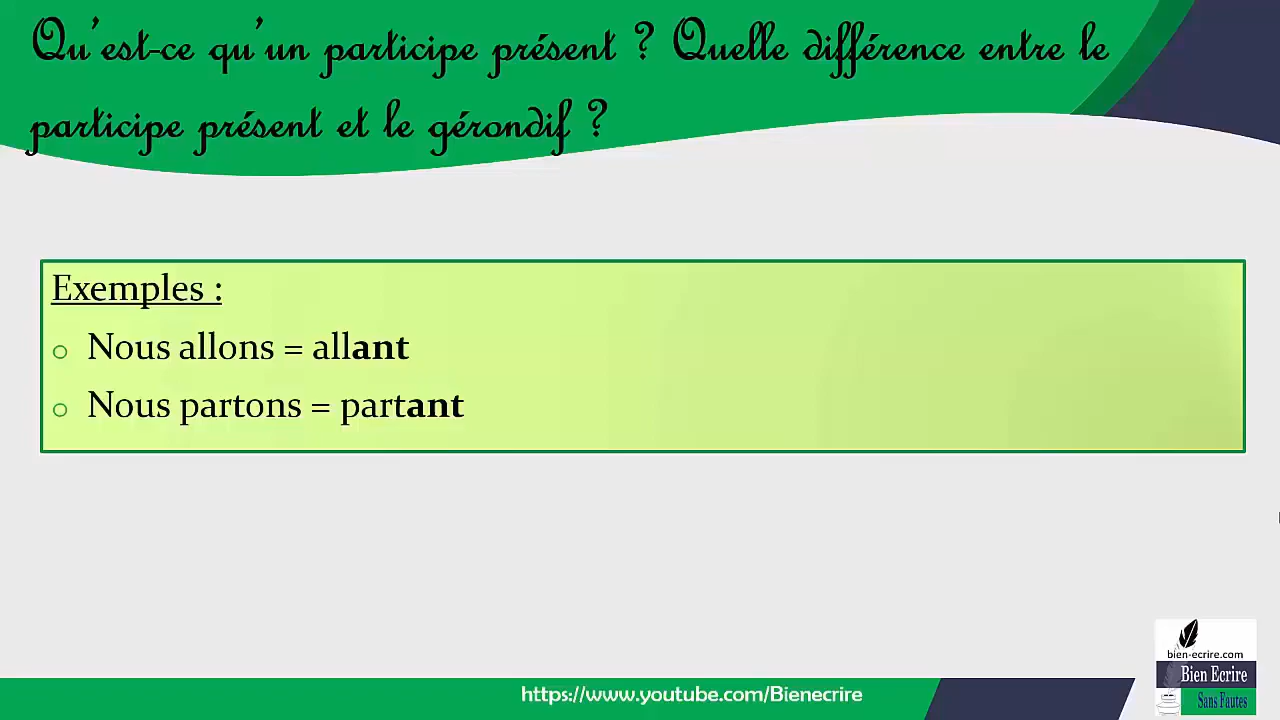 Qu'est-ce qu'un participe présent ? Quelle différence entre le
participe présent et le gérondif ?
Exemples :
Nous allons = allant
Nous partons = partant
bien-ecrire.com
Bien Ecrire
Sans Fautes
https://www.youtube.com/Bienecrire